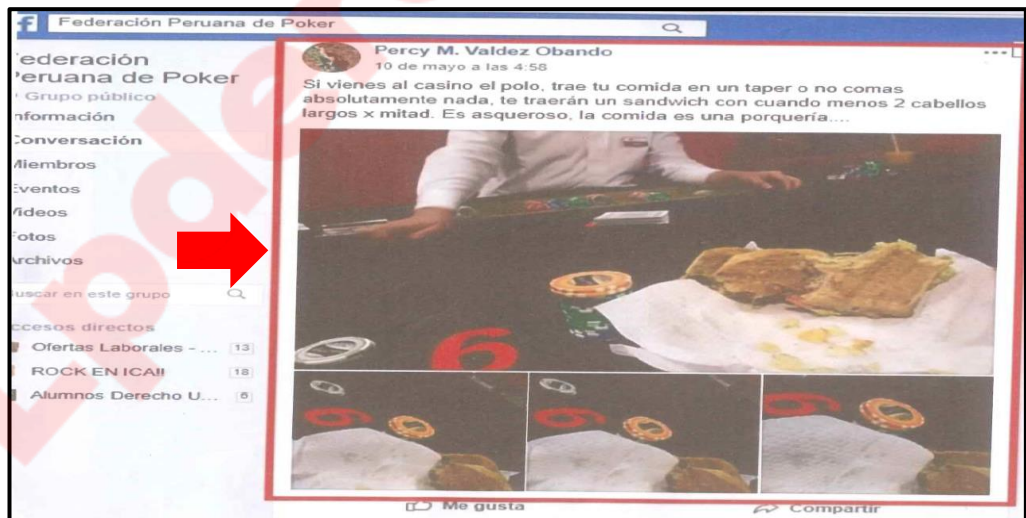 f Federación Peruana de Poker
ederación
eruana de Poker
Grupo público
nformación
onversación
Miembros
Eventos
Videos
Fotos
Archivos
uscar en este grupo
ccesos directos
Ofertas Laborales - ... 13
ROCK EN ICA!! 18
Alumnos Derecho U... 6
Percy M. Valdez Obando
10 de mayo a las 4:58
Si vienes al casino el polo, trae tu comida en un taper o no comas
absolutamente nada, te traerán un sandwich con cuando menos 2 cabellos
largos x mitad. Es asqueroso, la comida es una porquería....
6
Me gusta
Compartir